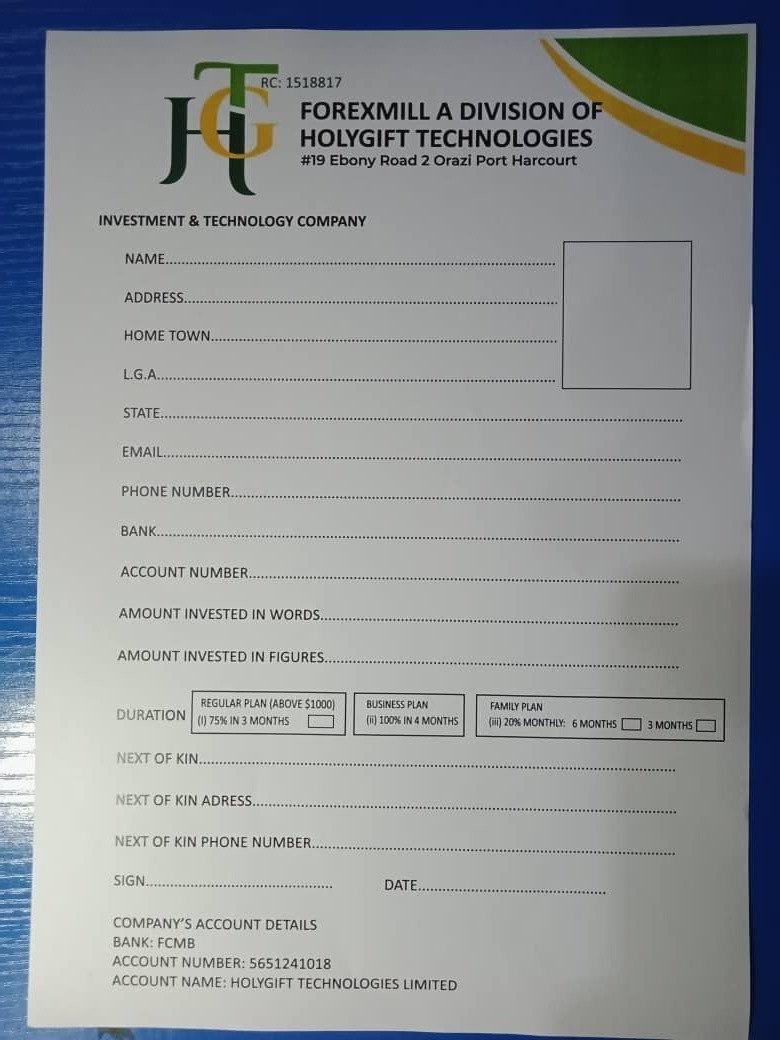 HTG
RC: 1518817
FOREXMILL A DIVISION OF
HOLYGIFT TECHNOLOGIES
#19 Ebony Road 2 Orazi Port Harcourt
INVESTMENT & TECHNOLOGY COMPANY
NAME
ADDRESS
HOME TOWN
L.G.A
STATE
EMAIL
PHONE NUMBER
BANK
ACCOUNT NUMBER
AMOUNT INVESTED IN WORDS
AMOUNT INVESTED IN FIGURES
DURATION
REGULAR PLAN (ABOVE $1000)
(I) 75% IN 3 MONTHS
BUSINESS PLAN
(ii) 100% IN 4 MONTHS
FAMILY PLAN
(iii) 20% MONTHLY: 6 MONTHS 3 MONTHS
NEXT OF KIN
NEXT OF KIN ADRESS
NEXT OF KIN PHONE NUMBER
SIGN DATE
COMPANY'S ACCOUNT DETAILS
BANK: FCMB
ACCOUNT NUMBER: 5651241018
ACCOUNT NAME: HOLYGIFT TECHNOLOGIES LIMITED